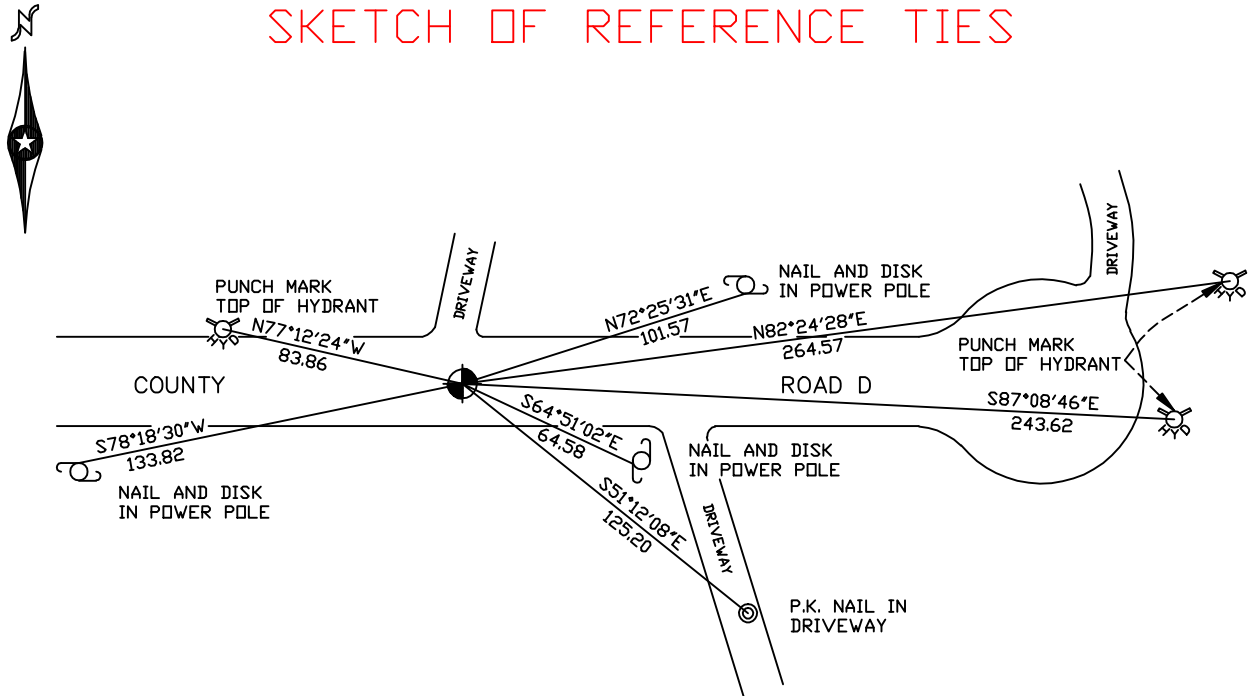 N
SKETCH OF REFERENCE TIES
DRIVEWAY
DRIVEWAY
NAIL AND DISK
IN POWER POLE
PUNCH MARK
TOP OF HYDRANT
HYD
N77°12'24"W
83.86
N72°25'31"E
101.57
N82°24'28"E
264.57
HYD
PUNCH MARK
TOP OF HYDRANT
COUNTY
ROAD D
S87°08'46"E
243.62
HYD
S64°51'02"E
64.58
S78°18'30"W
133.82
NAIL AND DISK
IN POWER POLE
NAIL AND DISK
IN POWER POLE
S51°12'08"E
125.20
DRIVEWAY
P.K. NAIL IN
DRIVEWAY